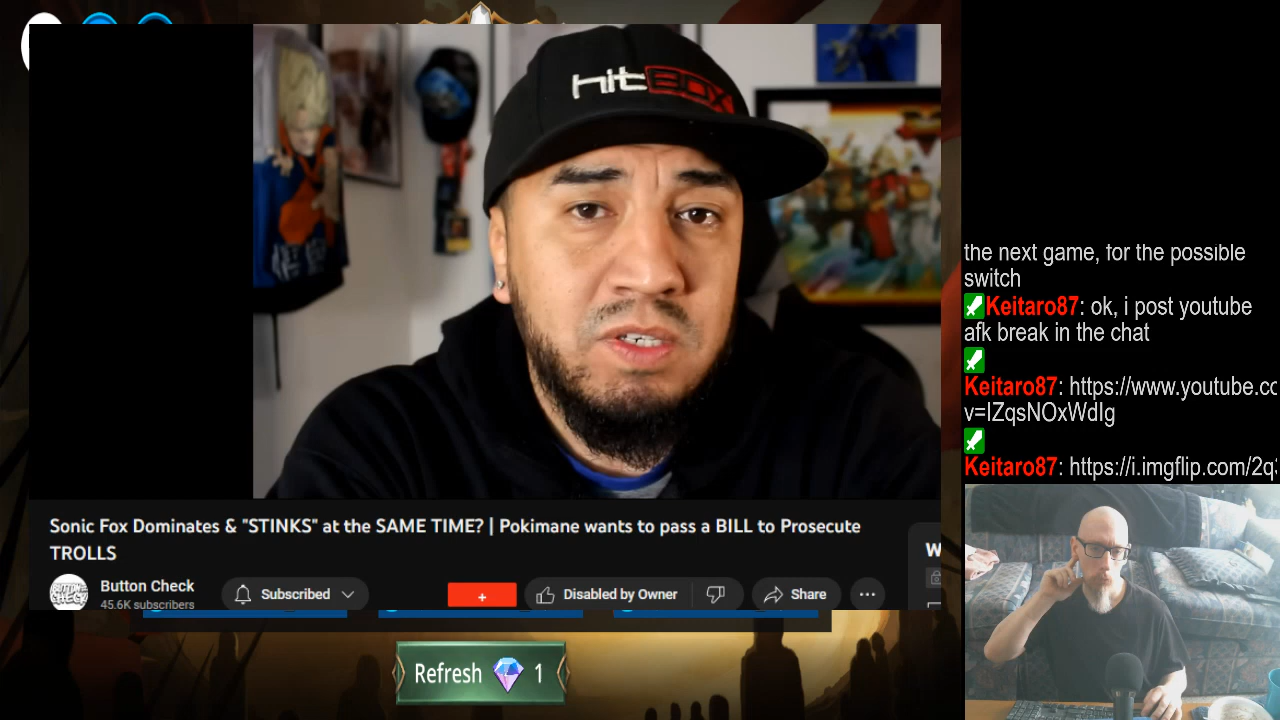 hitBOX
Sonic Fox Dominates & "STINKS" at the SAME TIME? | Pokimane wants to pass a BILL to Prosecute
TROLLS
Button Check
45.6K subscribers
Subscribed
+
Disabled by Owner
Share
W
Refresh 1
the next game, for the possible
switch
Keitaro87: ok, i post youtube
afk break in the chat
Keitaro87: https://www.youtube.co
v=IZqsNOxWdIg
Keitaro87: https://i.imgflip.com/2q